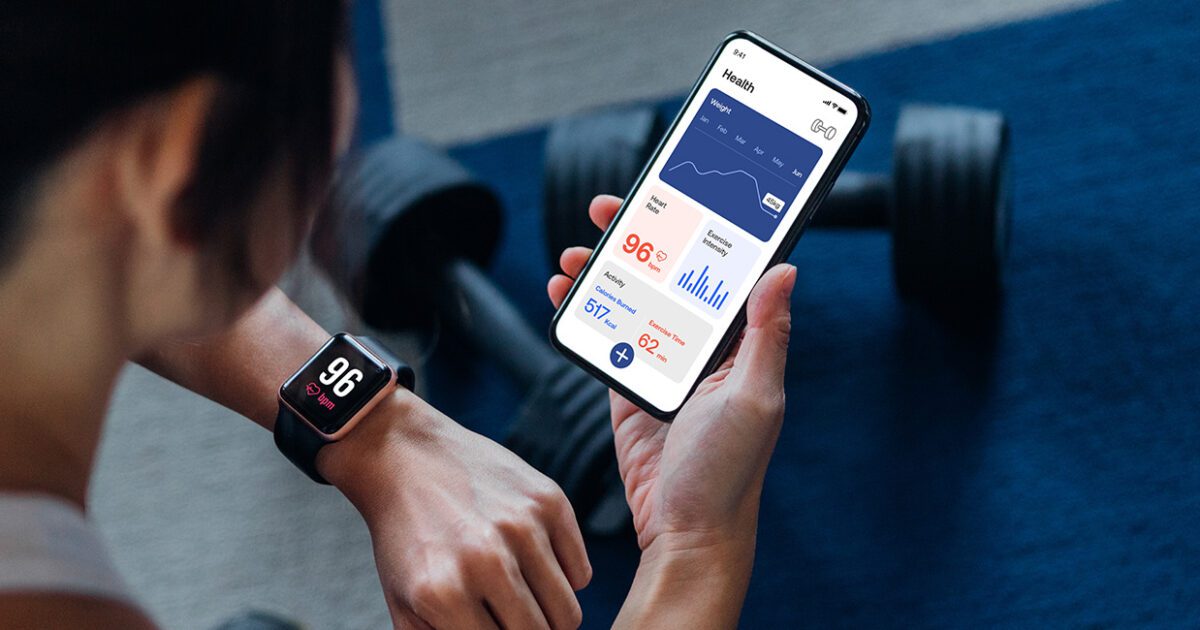 9:41
Health
Weight
Jan Feb Mar Apr May Jun
45kg
Heart
Rate
96 bpm
Exercise
Intensity
Activity
Calories Burned
517 Kcal
Exercise Time
62 min
96
bpm